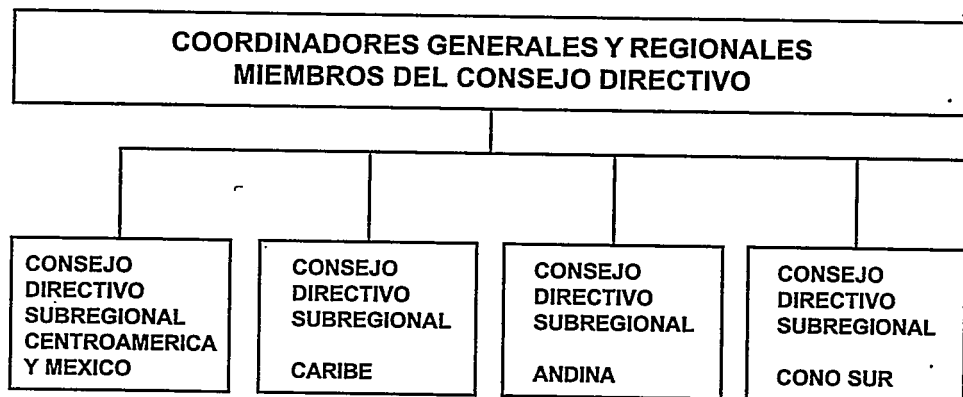 COORDINADORES GENERALES Y REGIONALES
MIEMBROS DEL CONSEJO DIRECTIVO
CONSEJO
DIRECTIVO
SUBREGIONAL
CENTROAMERICA
Y MEXICO
CONSEJO
DIRECTIVO
SUBREGIONAL
CARIBE
CONSEJO
DIRECTIVO
SUBREGIONAL
ANDINA
CONSEJO
DIRECTIVO
SUBREGIONAL
CONO SUR